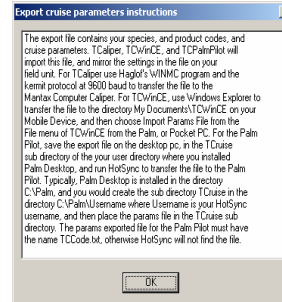 Export cruise parameters instructions
The export file contains your species, and product codes, and
cruise parameters. TCaliper, TCWinCE, and TCPalmPilot will
import this file, and mirror the settings in the file on your
field unit. For TCaliper use Haglof's WINMC program and the
kermit protocol at 9600 baud to transfer the file to the
Mantax Computer Caliper. For TCWinCE, use Windows Explorer to
transfer the file to the directory My Documents\TCWinCE on your
Mobile Device, and then choose Import Params File from the
File menu of TCWinCE from the Palm, or Pocket PC. For the Palm
Pilot, save the export file on the desktop pc, in the TCruise
sub directory of the your user directory where you installed
Palm Desktop, and run HotSync to transfer the file to the Palm
Pilot. Typically, Palm Desktop is installed in the directory
C:\Palm, and you would create the sub directory TCruise in the
directory C:\Palm\Username where Username is your HotSync
username, and then place the params file in the TCruise sub
directory. The params exported file for the Palm Pilot must have
the name TCCode.txt, otherwise HotSync will not find the file.
OK